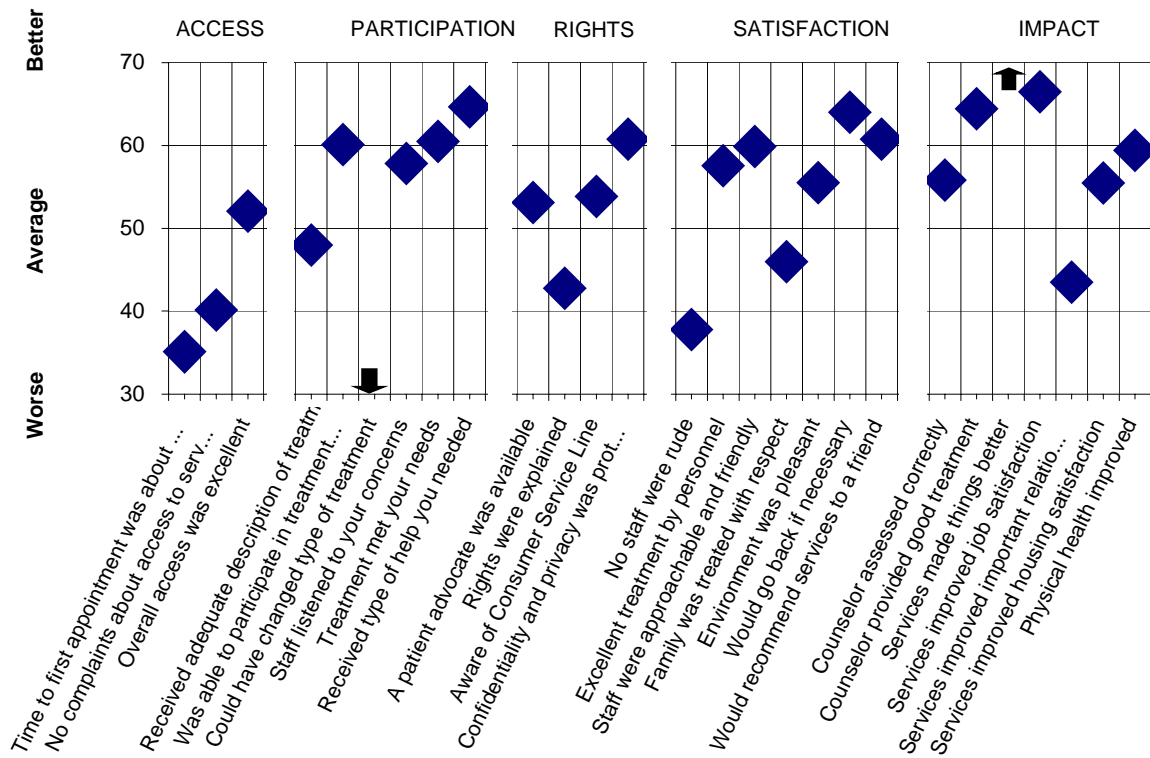 ACCESS
PARTICIPATION
RIGHTS
SATISFACTION
IMPACT
Better
Average
Worse
70
60
50
40
30
Time to first appointment was about ...
No complaints about access to serv...
Overall access was excellent
Received adequate description of treatm
Was able to participate in treatment...
Could have changed type of treatment
Staff listened to your concerns
Treatment met your needs
Received type of help you needed
A patient advocate was available
Rights were explained
Aware of Consumer Service Line
Confidentiality and privacy was prot...
No staff were rude
Excellent treatment by personnel
Staff were approachable and friendly
Family was treated with respect
Environment was pleasant
Would go back if necessary
Would recommend services to a friend
Counselor assessed correctly
Counselor provided good treatment
Services made things better
Services improved job satisfaction
Services improved important relatio...
Services improved housing satisfaction
Physical health improved